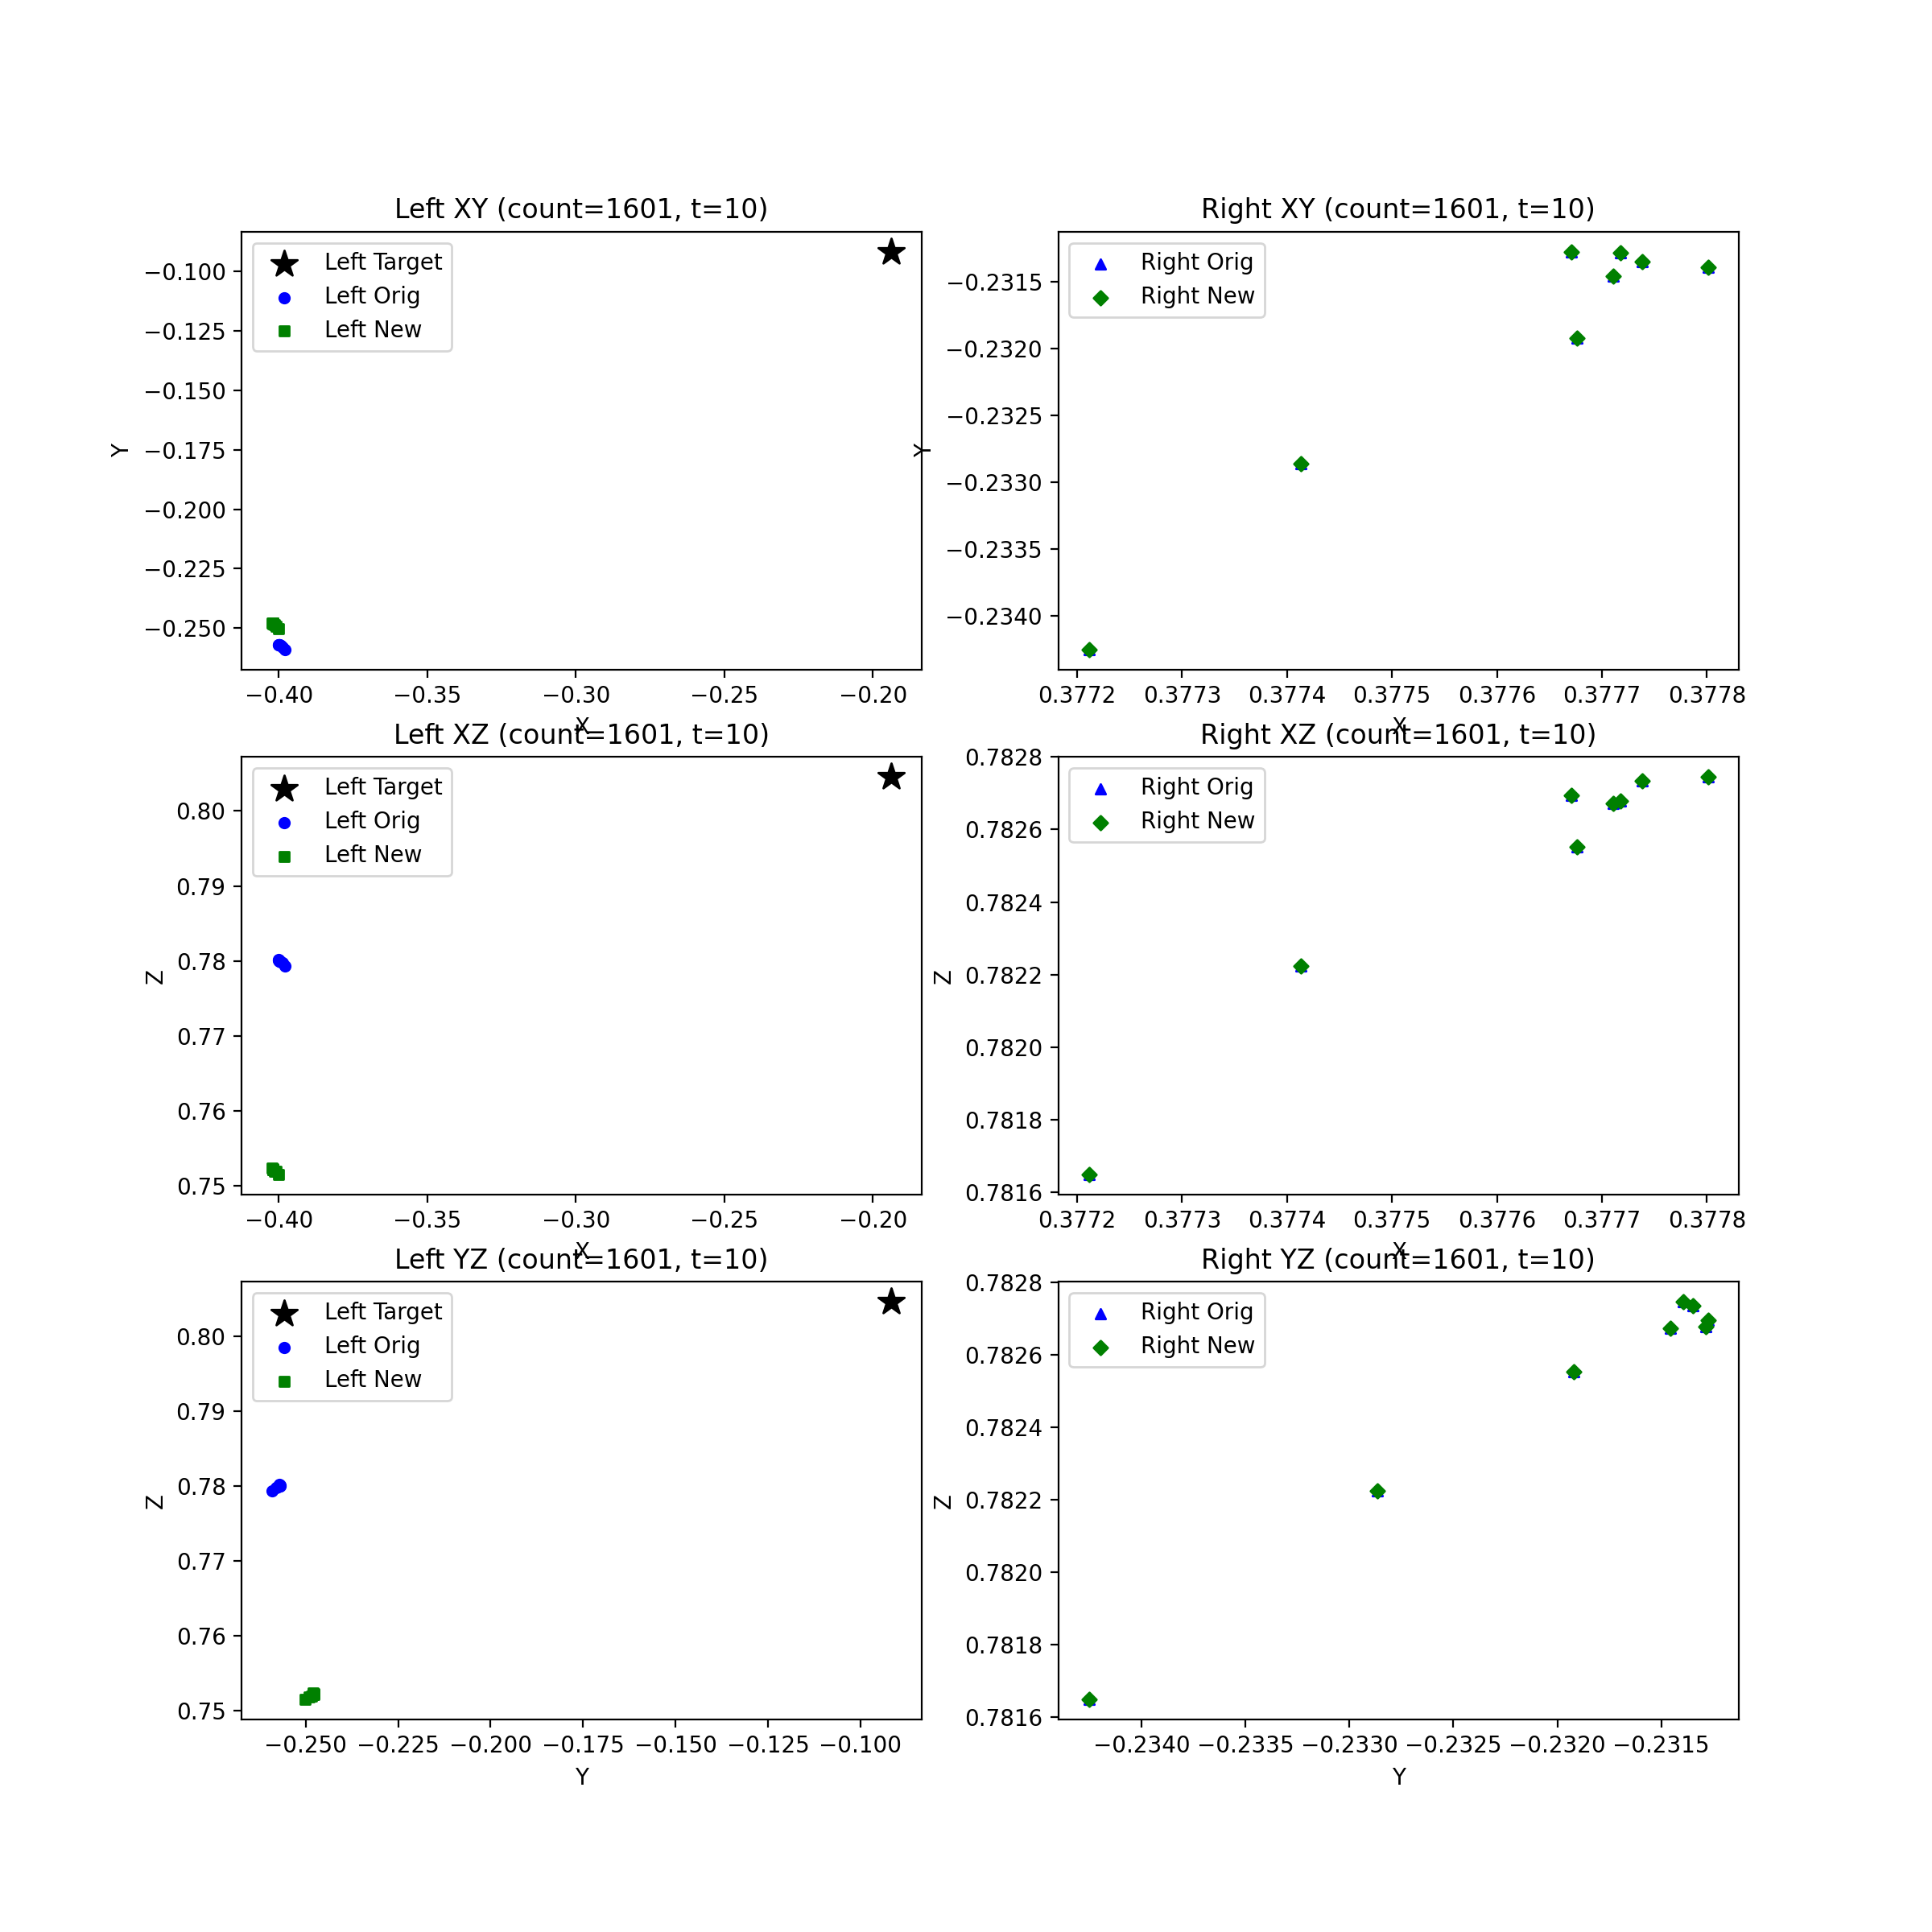 Left XY (count=1601, t=10)
Left Target
Left Orig
Left New
−0.100
−0.125
−0.150
−0.175
−0.200
−0.225
−0.250
Y
−0.40 −0.35 −0.30 −0.25 −0.20
X
Right XY (count=1601, t=10)
Right Orig
Right New
−0.2315
−0.2320
−0.2325
−0.2330
−0.2335
−0.2340
Y
0.3772 0.3773 0.3774 0.3775 0.3776 0.3777 0.3778
X
Left XZ (count=1601, t=10)
Left Target
Left Orig
Left New
0.80
0.79
0.78
0.77
0.76
0.75
Z
−0.40 −0.35 −0.30 −0.25 −0.20
X
Right XZ (count=1601, t=10)
Right Orig
Right New
0.7828
0.7826
0.7824
0.7822
0.7820
0.7818
0.7816
Z
0.3772 0.3773 0.3774 0.3775 0.3776 0.3777 0.3778
X
Left YZ (count=1601, t=10)
Left Target
Left Orig
Left New
0.80
0.79
0.78
0.77
0.76
0.75
Z
−0.250 −0.225 −0.200 −0.175 −0.150 −0.125 −0.100
Y
Right YZ (count=1601, t=10)
Right Orig
Right New
0.7828
0.7826
0.7824
0.7822
0.7820
0.7818
0.7816
Z
−0.2340 −0.2335 −0.2330 −0.2325 −0.2320 −0.2315
Y